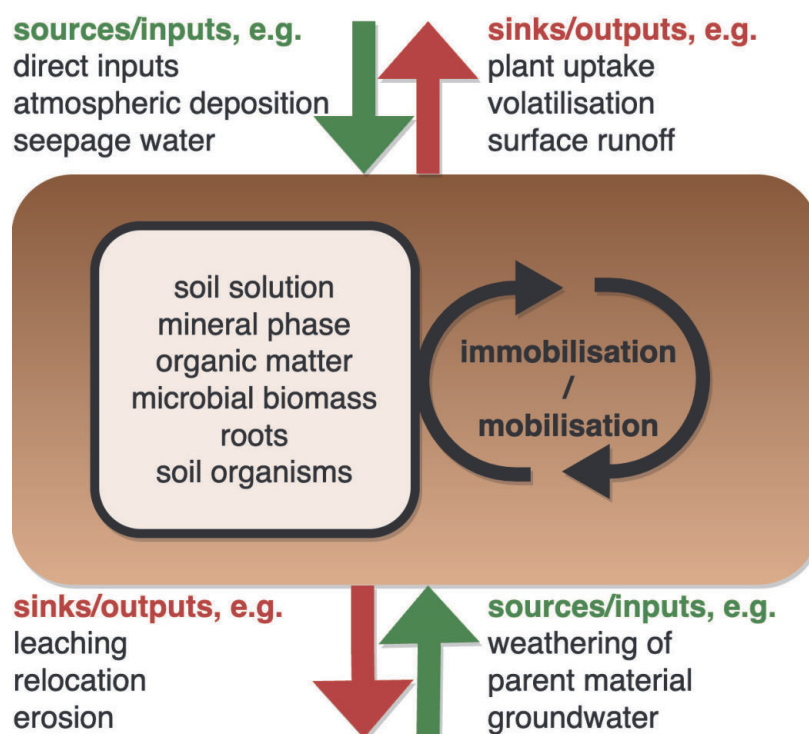 sources/inputs, e.g.
direct inputs
atmospheric deposition
seepage water
sinks/outputs, e.g.
plant uptake
volatilisation
surface runoff
soil solution
mineral phase
organic matter
microbial biomass
roots
soil organisms
immobilisation
/
mobilisation
sinks/outputs, e.g.
leaching
relocation
erosion
sources/inputs, e.g.
weathering of
parent material
groundwater